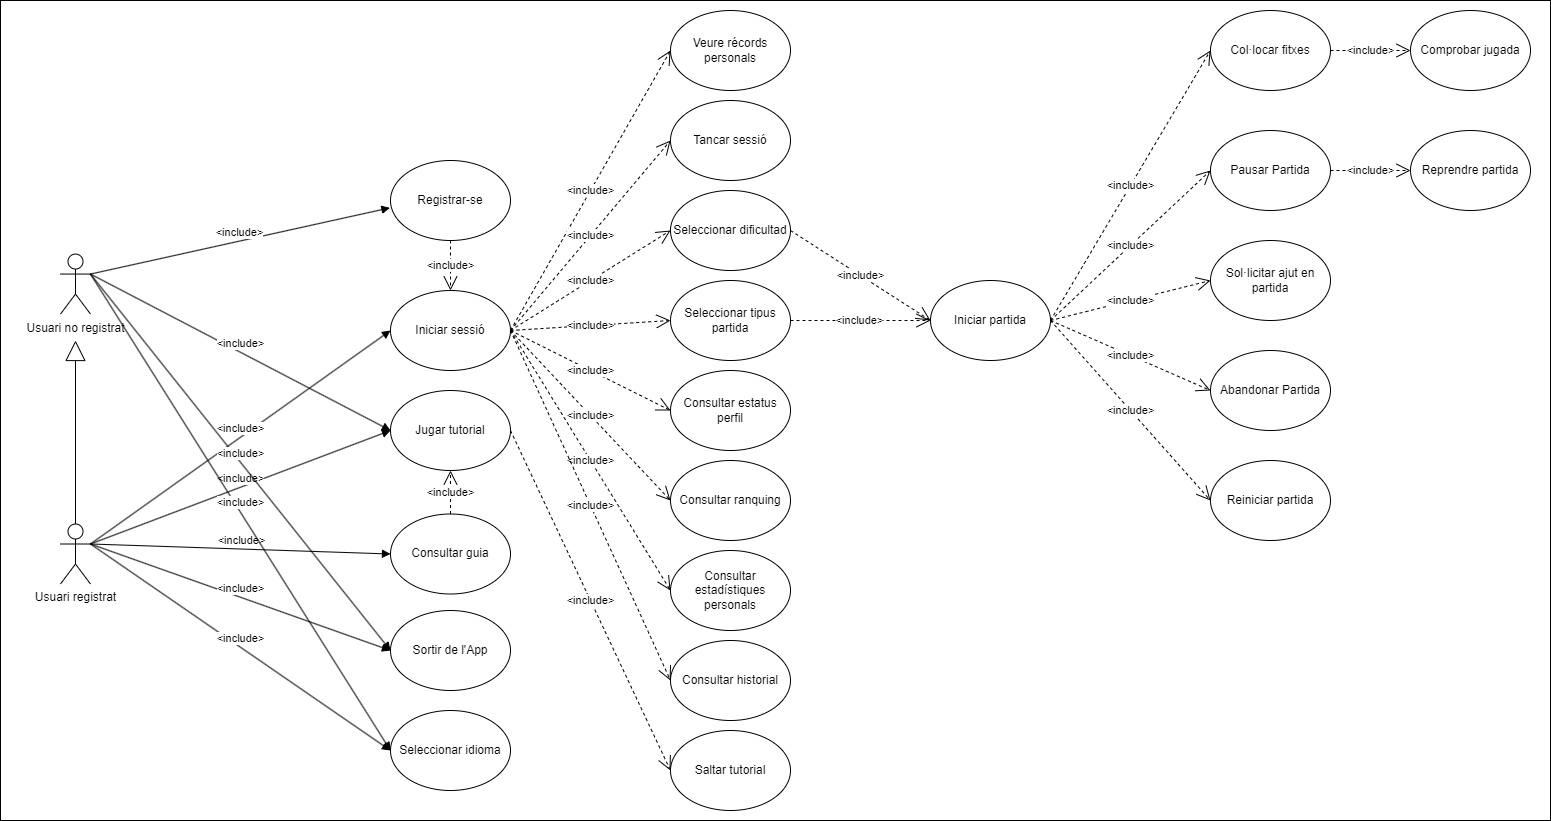 Veure récords
personals
Col·locar fitxes
<include>
Comprobar jugada
Tancar sessió
Pausar Partida
<include>
Reprendre partida
<include>
<include>
Registrar-se
<include>
Seleccionar dificultad
<include>
<include>
<include>
<include>
<include>
<include>
Sol·licitar ajut en
partida
Usuari no registrat
Iniciar sessió
<include>
Seleccionar tipus
partida
<include>
Iniciar partida
<include>
<include>
<include>
<include>
Abandonar Partida
Consultar estatus
perfil
<include>
<include>
<include>
Jugar tutorial
<include>
<include>
<include>
<include>
<include>
Consultar ranquing
Reiniciar partida
<include>
<include>
Consultar guia
<include>
Consultar
estadístiques
personals
Usuari registrat
<include>
<include>
Sortir de l'App
Consultar historial
Seleccionar idioma
Saltar tutorial